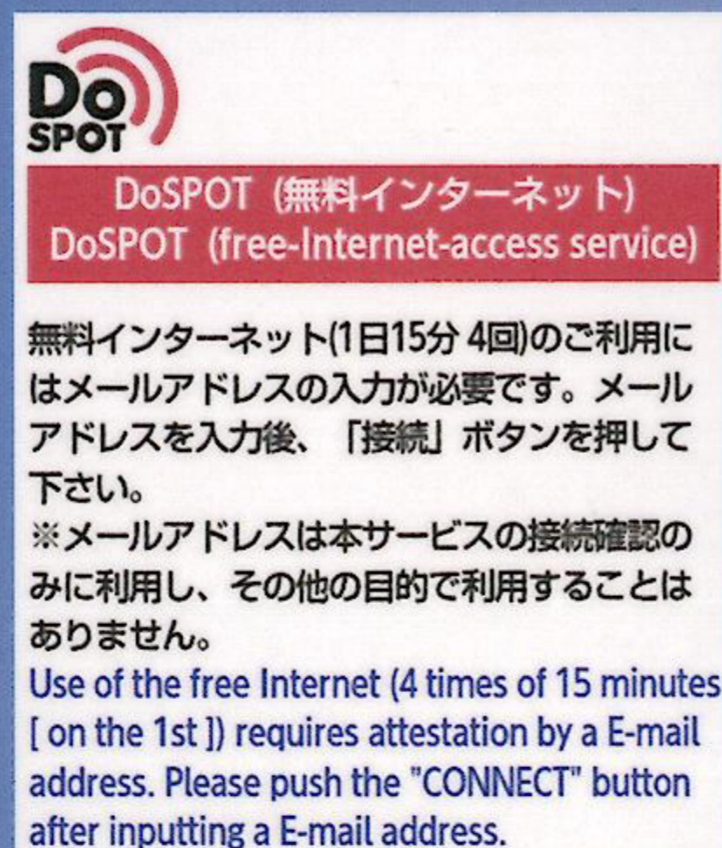 Do
SPOT
DoSPOT (無料インターネット)
DoSPOT (free-Internet-access service)
無料インターネット(1日15分 4回)のご利用に
はメールアドレスの入力が必要です。メール
アドレスを入力後、「接続」ボタンを押して
下さい。
※メールアドレスは本サービスの接続確認の
みに利用し、その他の目的で利用することは
ありません。
Use of the free Internet (4 times of 15 minutes
[ on the 1st ]) requires attestation by a E-mail
address. Please push the "CONNECT" button
after inputting a E-mail address.